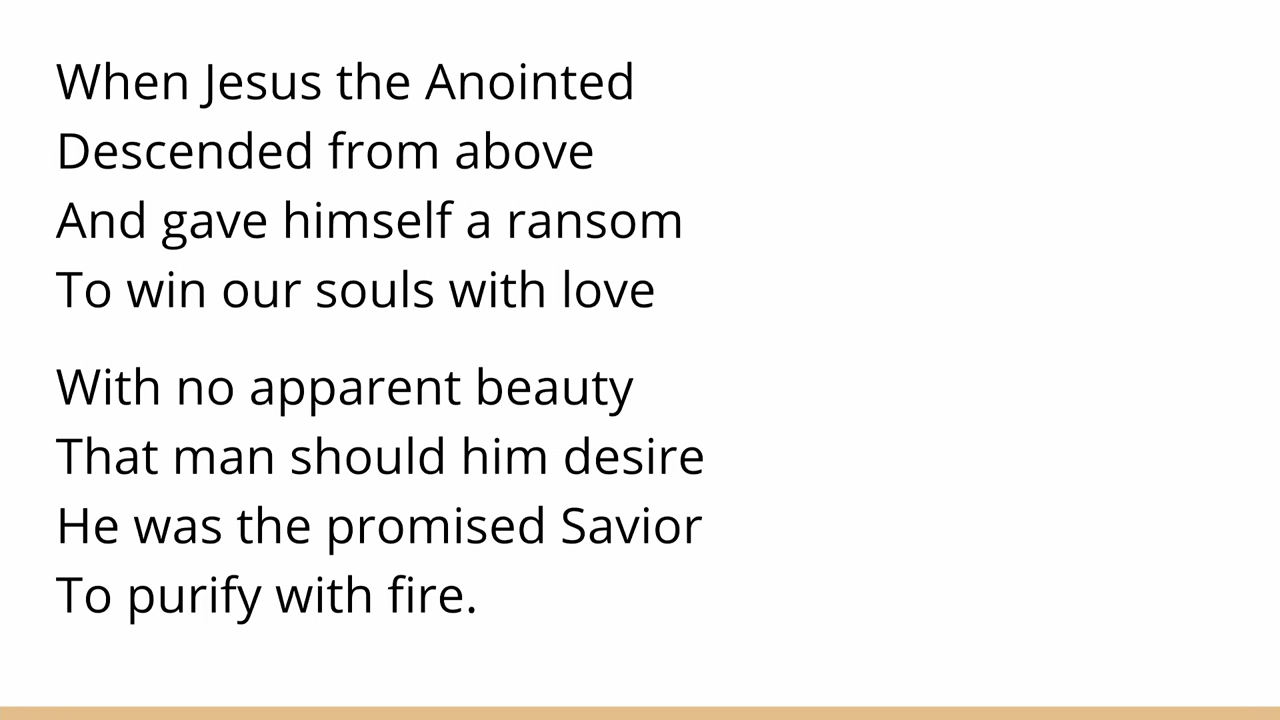 When Jesus the Anointed
Descended from above
And gave himself a ransom
To win our souls with love
With no apparent beauty
That man should him desire
He was the promised Savior
To purify with fire.